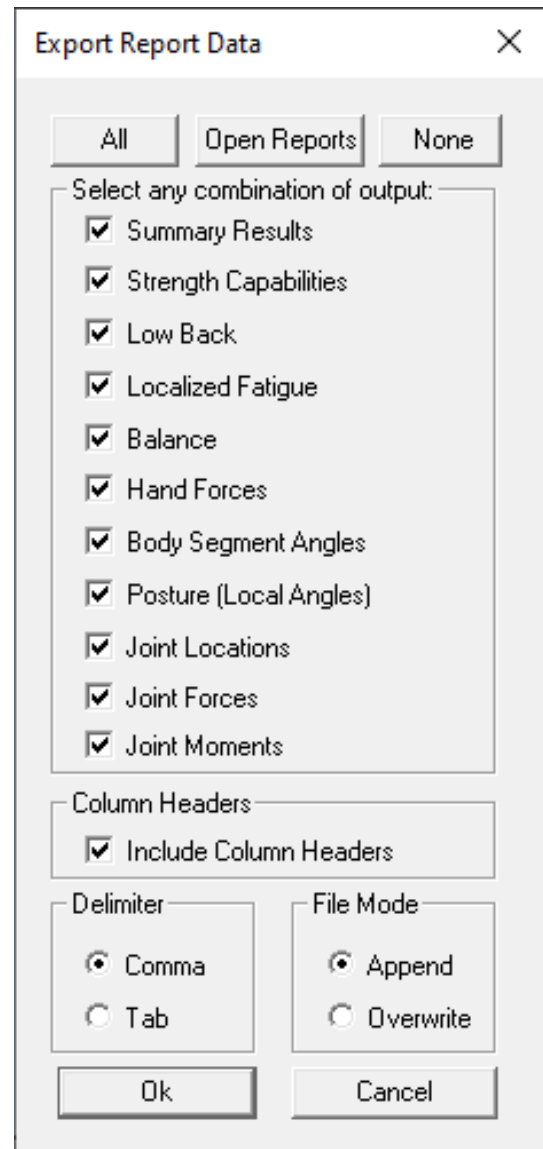 Export Report Data
All Open Reports None
Select any combination of output:
Summary Results
Strength Capabilities
Low Back
Localized Fatigue
Balance
Hand Forces
Body Segment Angles
Posture (Local Angles)
Joint Locations
Joint Forces
Joint Moments
Column Headers
Include Column Headers
Delimiter
Comma
Tab
File Mode
Append
Overwrite
Ok Cancel